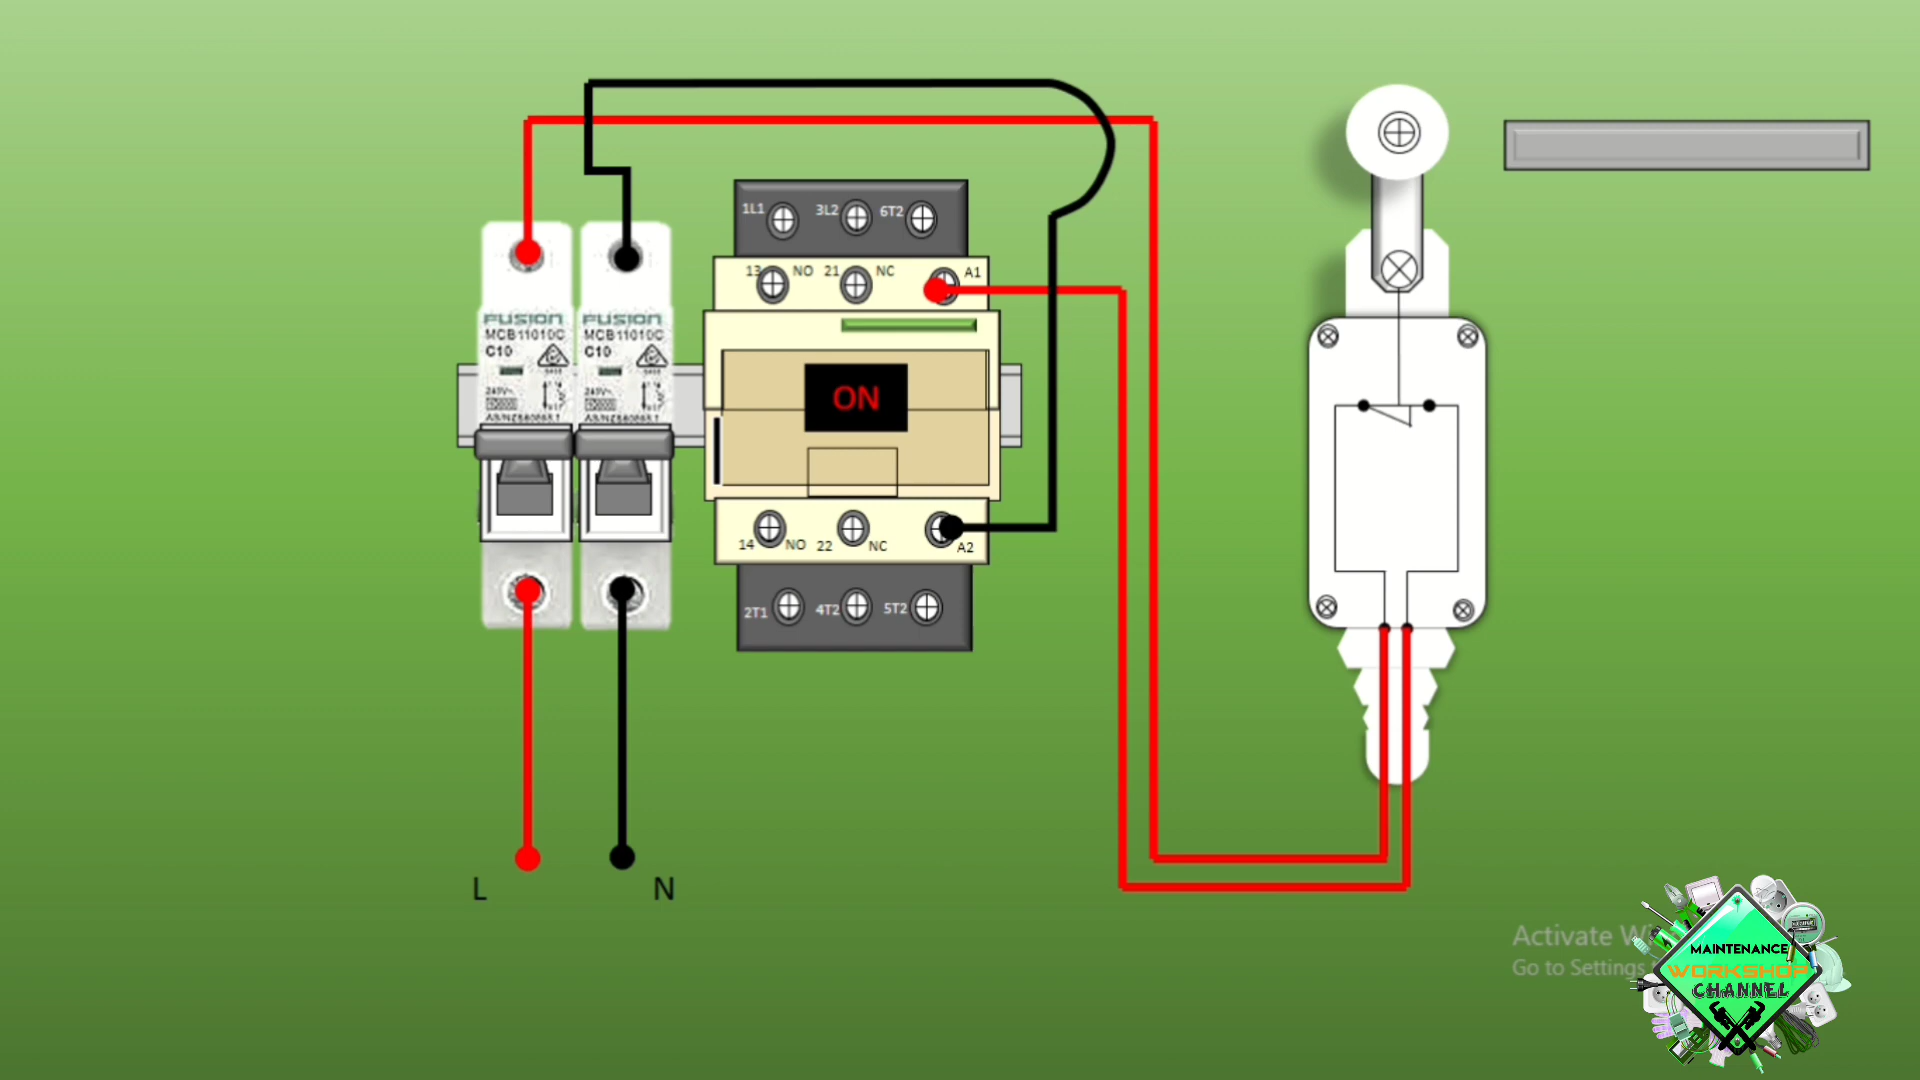 1L1
3L2
6T2
13
NO
21
NC
A1
FUSION
MCB11010C
C10
FUSION
MCB11010C
C10
ON
14
NO
22
NC
A2
2T1
4T2
5T2
L
N
Activate
Go to Settings
MAINTENANCE
WORKSHOP
CHANNEL